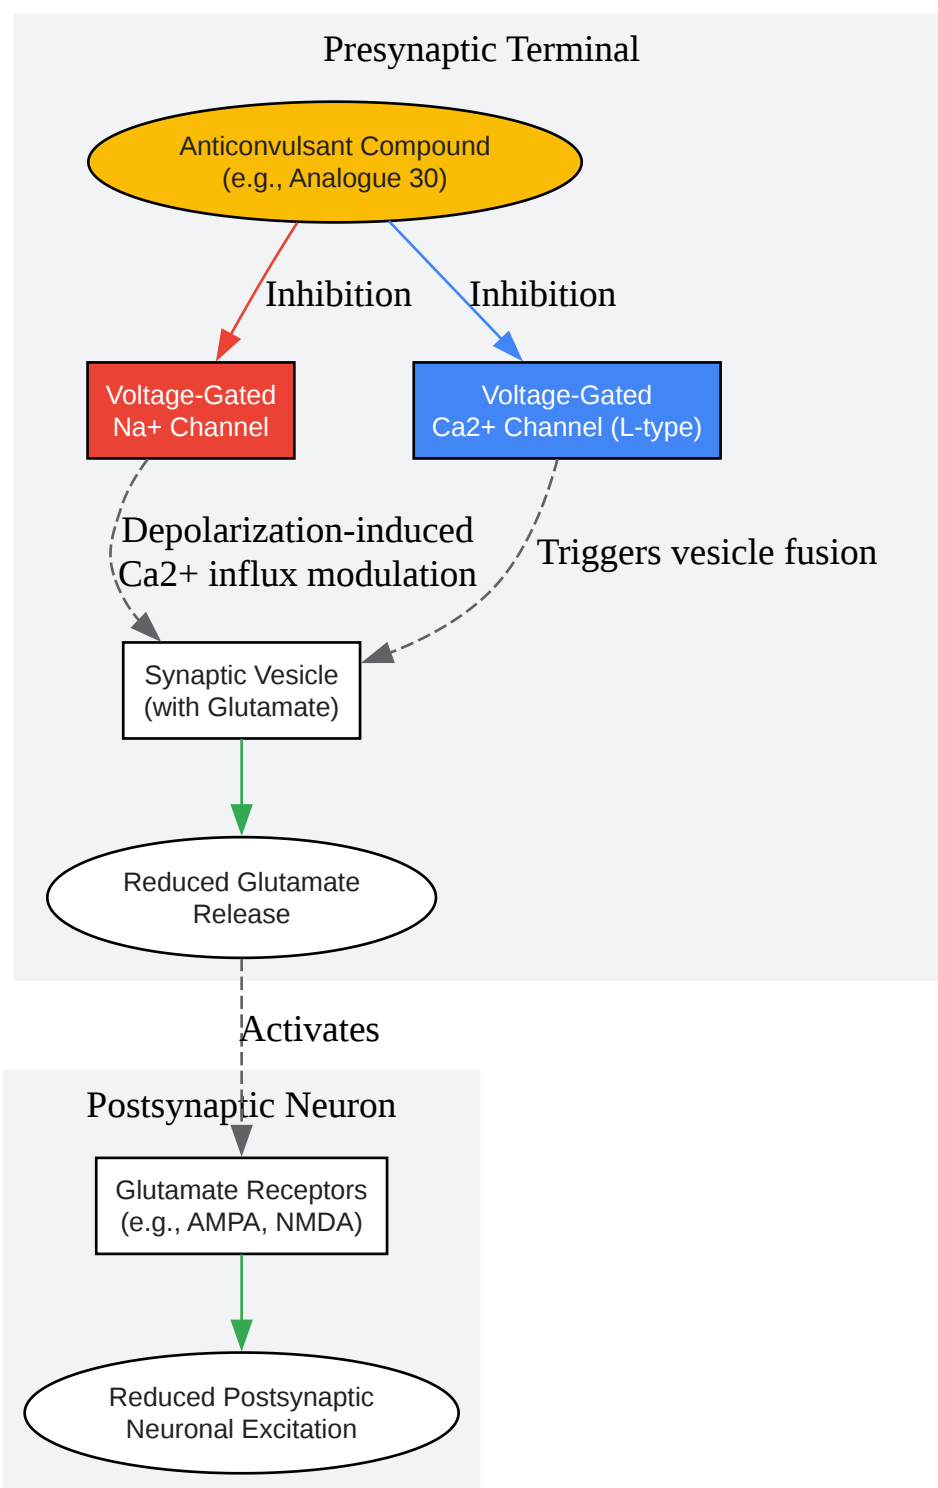 Presynaptic Terminal
Anticonvulsant Compound
(e.g., Analogue 30)
Inhibition
Inhibition
Voltage-Gated
Na+ Channel
Voltage-Gated
Ca2+ Channel (L-type)
Depolarization-induced
Ca2+ influx modulation
Triggers vesicle fusion
Synaptic Vesicle
(with Glutamate)
Reduced Glutamate
Release
Activates
Postsynaptic Neuron
Glutamate Receptors
(e.g., AMPA, NMDA)
Reduced Postsynaptic
Neuronal Excitation